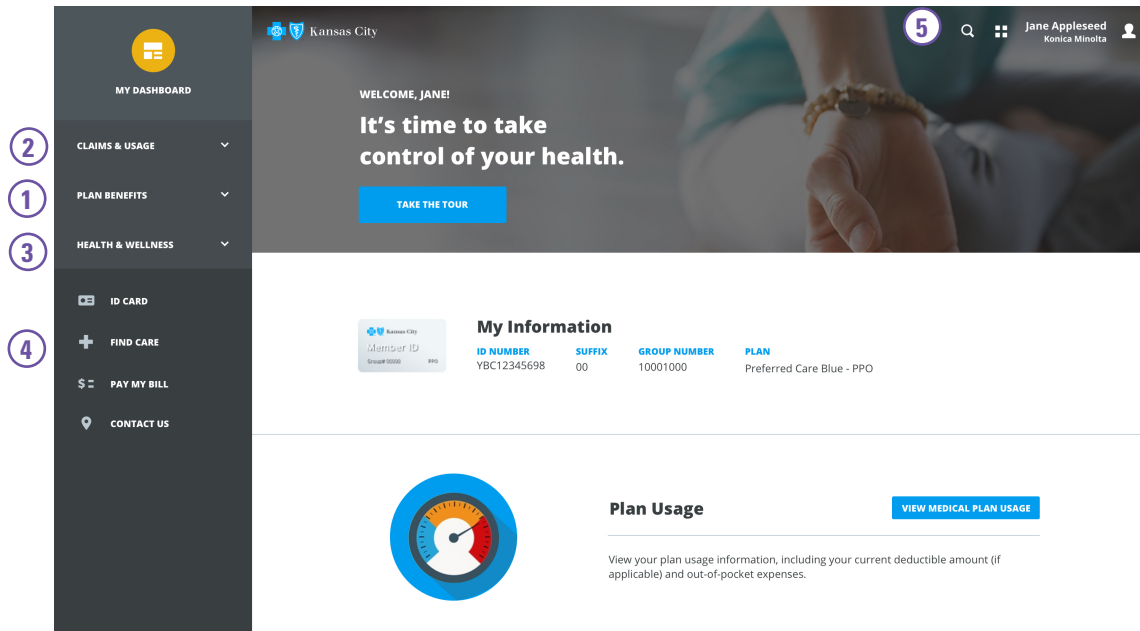 MY DASHBOARD
2
CLAIMS & USAGE
1
PLAN BENEFITS
3
HEALTH & WELLNESS
ID CARD
4
FIND CARE
PAY MY BILL
CONTACT US
Kansas City
5
Jane Appleseed
Konica Minolta
WELCOME, JANE!
It's time to take
control of your health.
TAKE THE TOUR
Kansas City
Member ID
Group# 00000 PPO
My Information
ID NUMBER SUFFIX GROUP NUMBER PLAN
YBC12345698 00 10001000 Preferred Care Blue - PPO
Plan Usage
VIEW MEDICAL PLAN USAGE
View your plan usage information, including your current deductible amount (if
applicable) and out-of-pocket expenses.